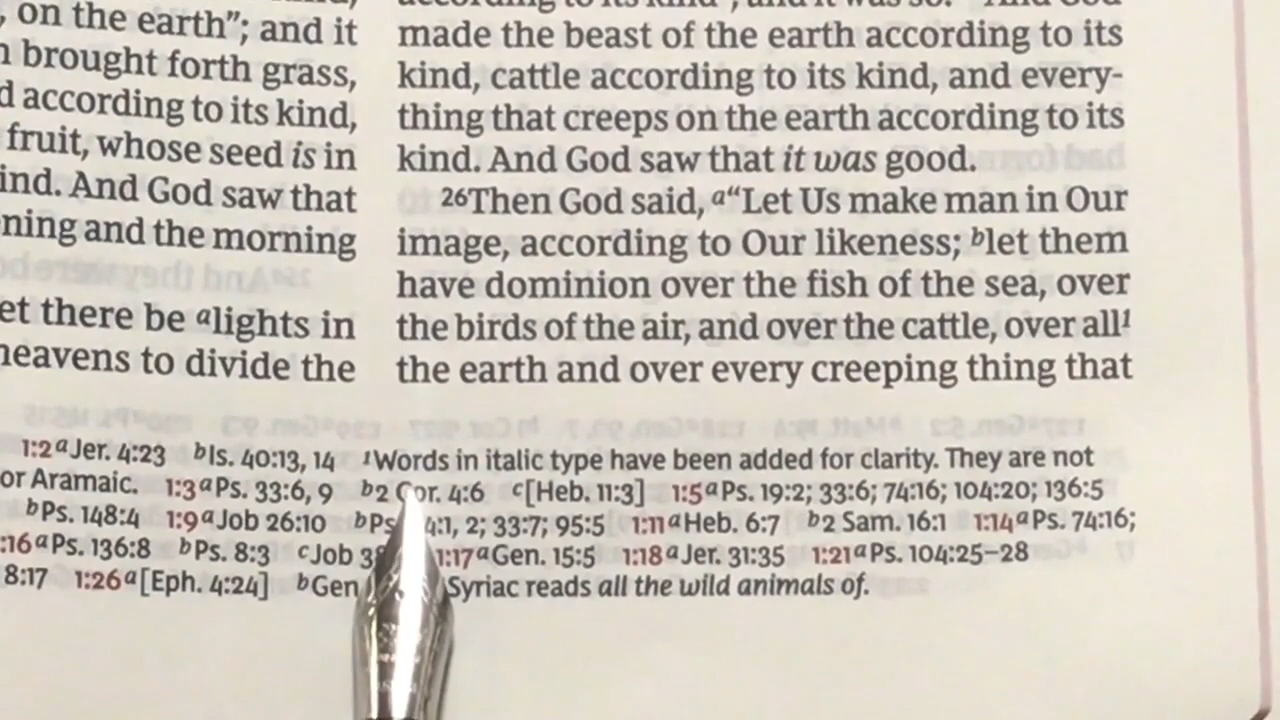 on the earth”; and it
brought forth grass,
according to its kind,
fruit, whose seed is in
And God saw that
and the morning
there be ᵃlights in
heavens to divide the
made the beast of the earth according to its
kind, cattle according to its kind, and every-
thing that creeps on the earth according to its
kind. And God saw that it was good.
²⁶Then God said, ᵃ“Let Us make man in Our
image, according to Our likeness; ᵇlet them
have dominion over the fish of the sea, over
the birds of the air, and over the cattle, over all¹
the earth and over every creeping thing that
1:2 ᵃJer. 4:23 ᵇIs. 40:13, 14 ¹Words in italic type have been added for clarity. They are not
or Aramaic. 1:3 ᵃPs. 33:6, 9 ᵇ2 Cor. 4:6 ᶜ[Heb. 11:3] 1:5 ᵃPs. 19:2; 33:6; 74:16; 104:20; 136:5
ᵇPs. 148:4 1:9 ᵃJob 26:10 ᵇPs 4:1, 2; 33:7; 95:5 1:11 ᵃHeb. 6:7 ᵇ2 Sam. 16:1 1:14 ᵃPs. 74:16;
:16 ᵃPs. 136:8 ᵇPs. 8:3 ᶜJob 1:17 ᵃGen. 15:5 1:18 ᵃJer. 31:35 1:21 ᵃPs. 104:25–28
8:17 1:26 ᵃ[Eph. 4:24] ᵇGen Syriac reads all the wild animals of.